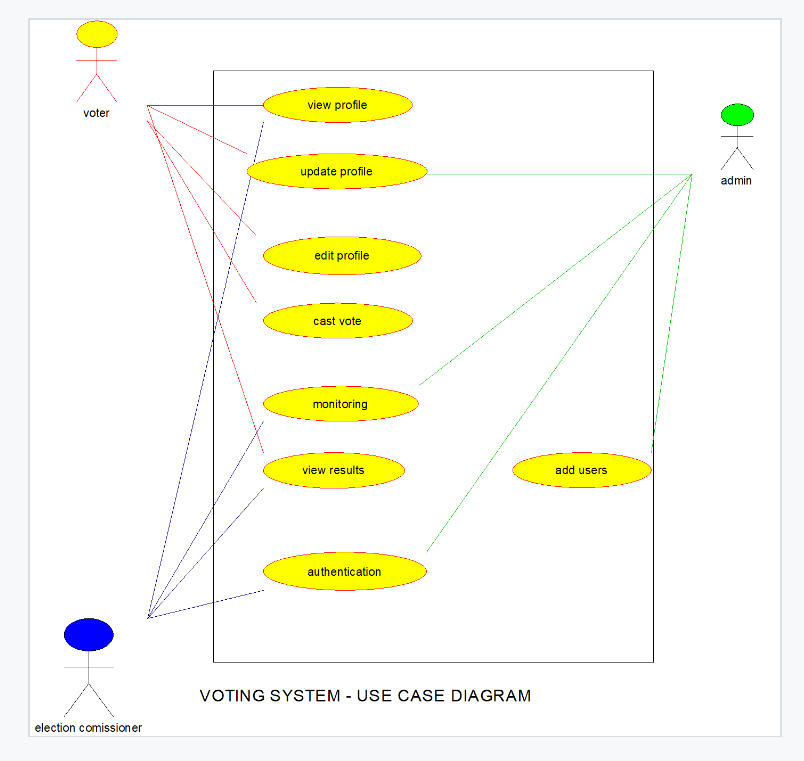 voter
view profile
update profile
admin
edit profile
cast vote
monitoring
view results
add users
authentication
VOTING SYSTEM - USE CASE DIAGRAM
election comissioner